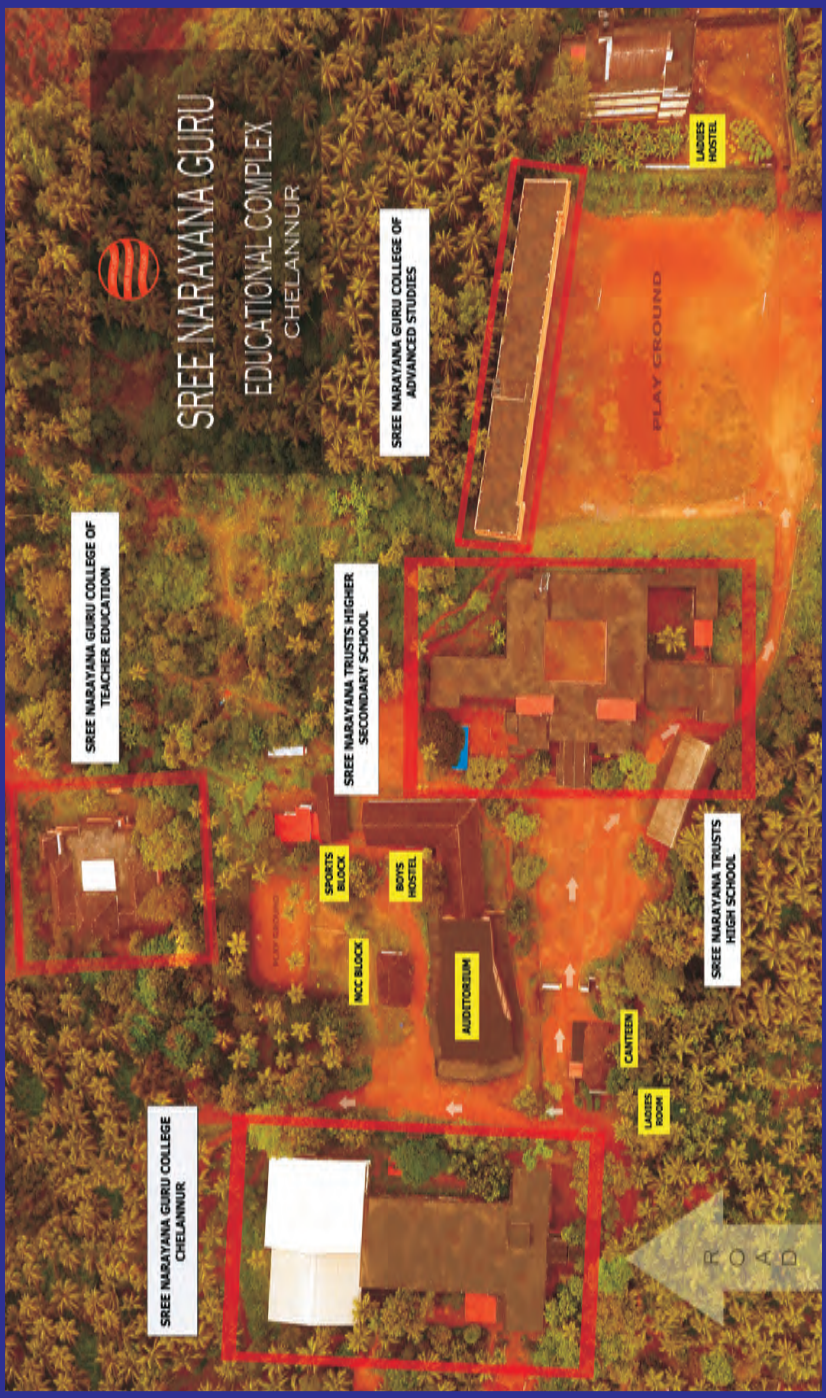 SREE NARAYANA GURU
EDUCATIONAL COMPLEX
CHELANNUR
SREE NARAYANA GURU COLLEGE OF
TEACHER EDUCATION
SREE NARAYANA GURU COLLEGE OF
ADVANCED STUDIES
SREE NARAYANA TRUSTS HIGHER
SECONDARY SCHOOL
SREE NARAYANA GURU COLLEGE
CHELANNUR
PLAY GROUND
SPORTS
BLOCK
NCC BLOCK
BOYS
HOSTEL
AUDITORIUM
LADIES
HOSTEL
PLAY GROUND
CANTEEN
LADIES
ROOM
SREE NARAYANA TRUSTS
HIGH SCHOOL
ROAD